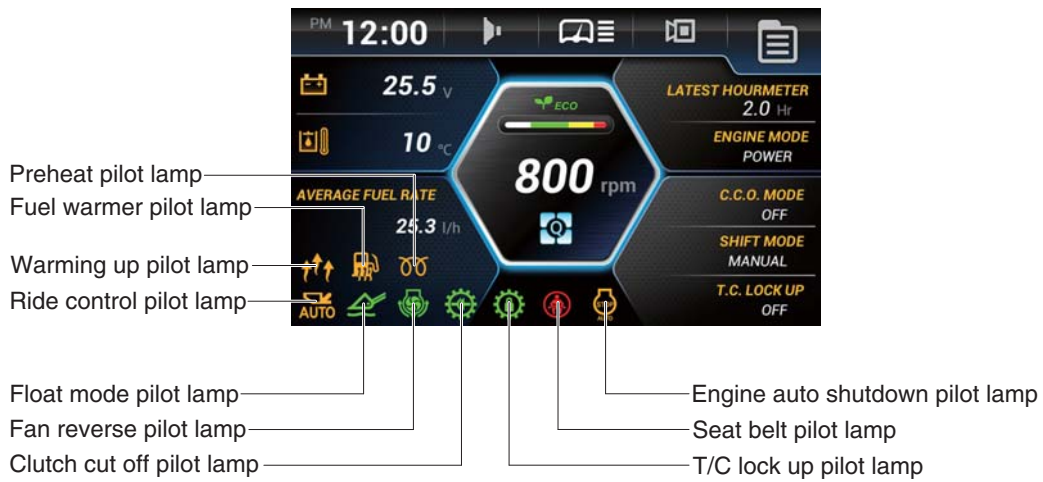 PM 12:00
25.5 V
10 °C
AVERAGE FUEL RATE
25.3 l/h
AUTO
ECO
800 rpm
Q
LATEST HOURMETER
2.0 Hr
ENGINE MODE
POWER
C.C.O. MODE
OFF
SHIFT MODE
MANUAL
T.C. LOCK UP
OFF
AUTO
Preheat pilot lamp
Fuel warmer pilot lamp
Warming up pilot lamp
Ride control pilot lamp
Float mode pilot lamp
Fan reverse pilot lamp
Clutch cut off pilot lamp
Engine auto shutdown pilot lamp
Seat belt pilot lamp
T/C lock up pilot lamp